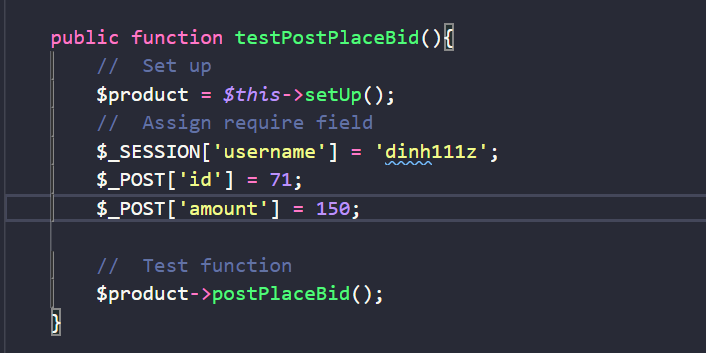 public function testPostPlaceBid(){
//  Set up
$product = $this->setUp();
//  Assign require field
$_SESSION['username'] = 'dinh111z';
$_POST['id'] = 71;
$_POST['amount'] = 150;
//  Test function
$product->postPlaceBid();
}